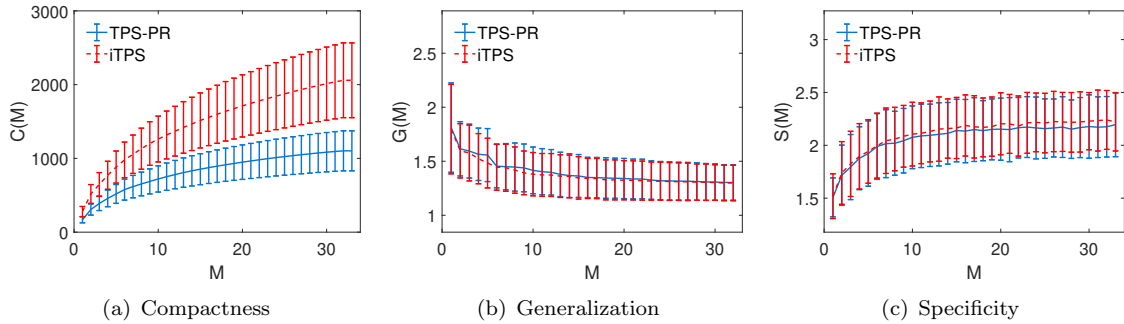 3000
2000
1000
0
C(M)
TPS-PR
iTPS
0
10
20
30
M
(a) Compactness
2.5
2
1.5
1
G(M)
TPS-PR
iTPS
0
10
20
30
M
(b) Generalization
3
2.5
2
1.5
S(M)
TPS-PR
iTPS
0
10
20
30
M
(c) Specificity